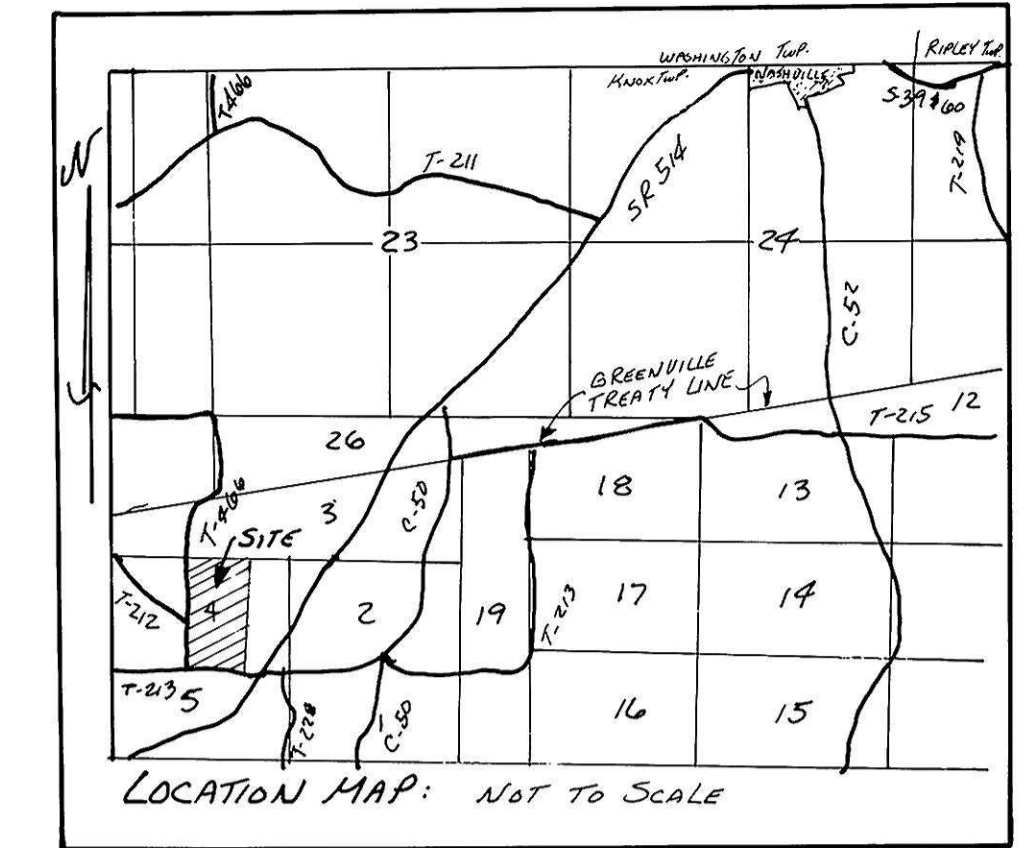 WASHINGTON TWP.
RIPLEY TWP.
KNOX TWP.
NASHVILLE
T-466
S-39 & 60
N
T-211
SR 514
T-219
23
24
C-52
GREENVILLE
TREATY LINE
T-215
12
26
18
13
C-50
T-466
3
SITE
T-212
4
2
19
T-213
17
14
T-213
5
T-228
C-50
16
15
LOCATION MAP: NOT TO SCALE